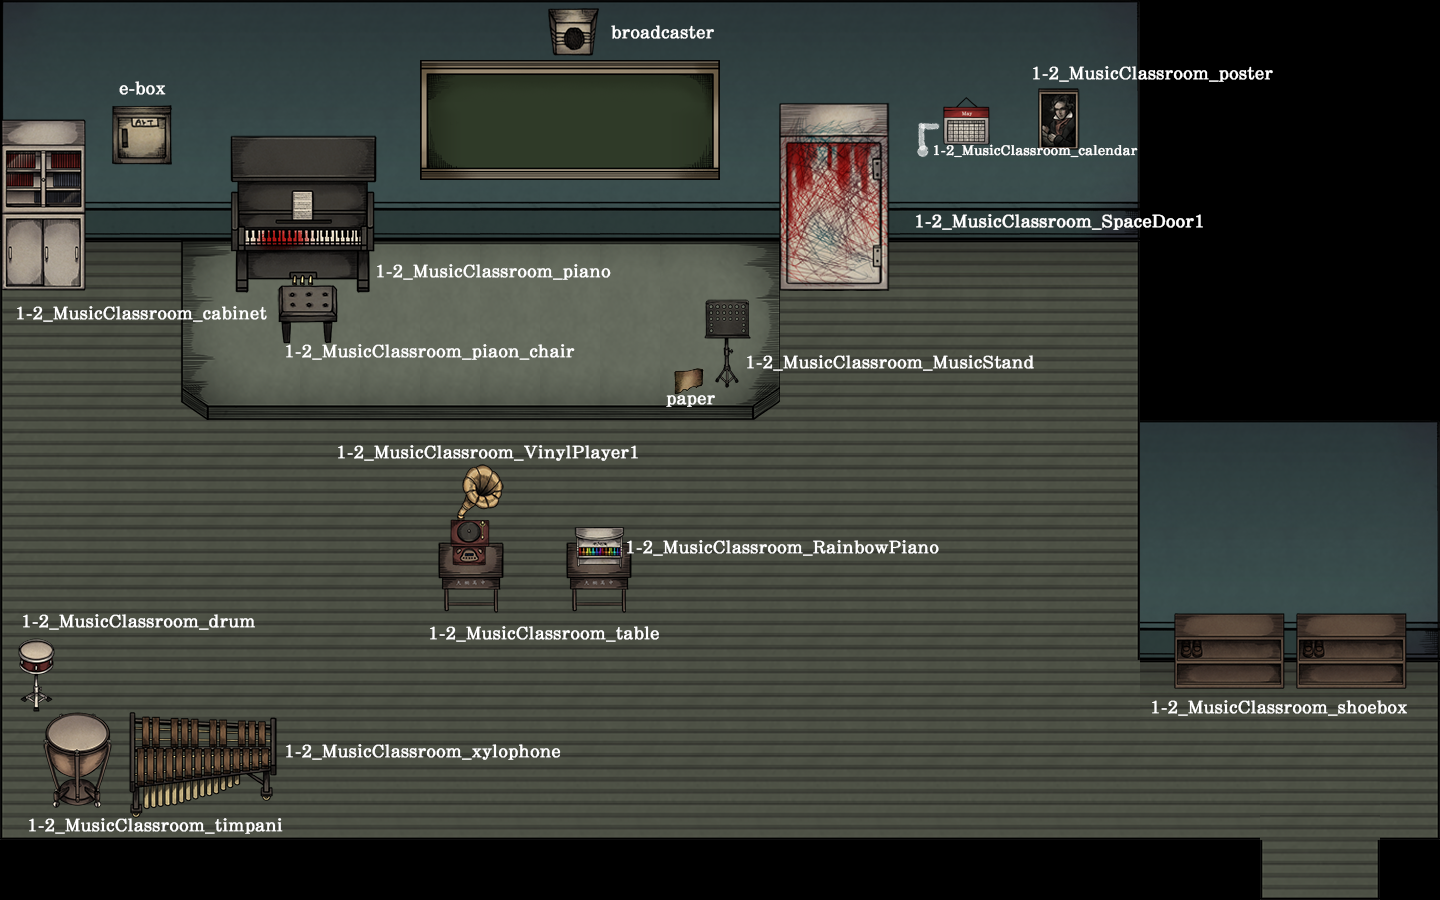 broadcaster
1-2_MusicClassroom_poster
e-box
May
1-2_MusicClassroom_calendar
1-2_MusicClassroom_SpaceDoor1
1-2_MusicClassroom_piano
1-2_MusicClassroom_cabinet
1-2_MusicClassroom_piaon_chair
1-2_MusicClassroom_MusicStand
paper
1-2_MusicClassroom_VinylPlayer1
1-2_MusicClassroom_RainbowPiano
1-2_MusicClassroom_drum
1-2_MusicClassroom_table
1-2_MusicClassroom_shoebox
1-2_MusicClassroom_xylophone
1-2_MusicClassroom_timpani